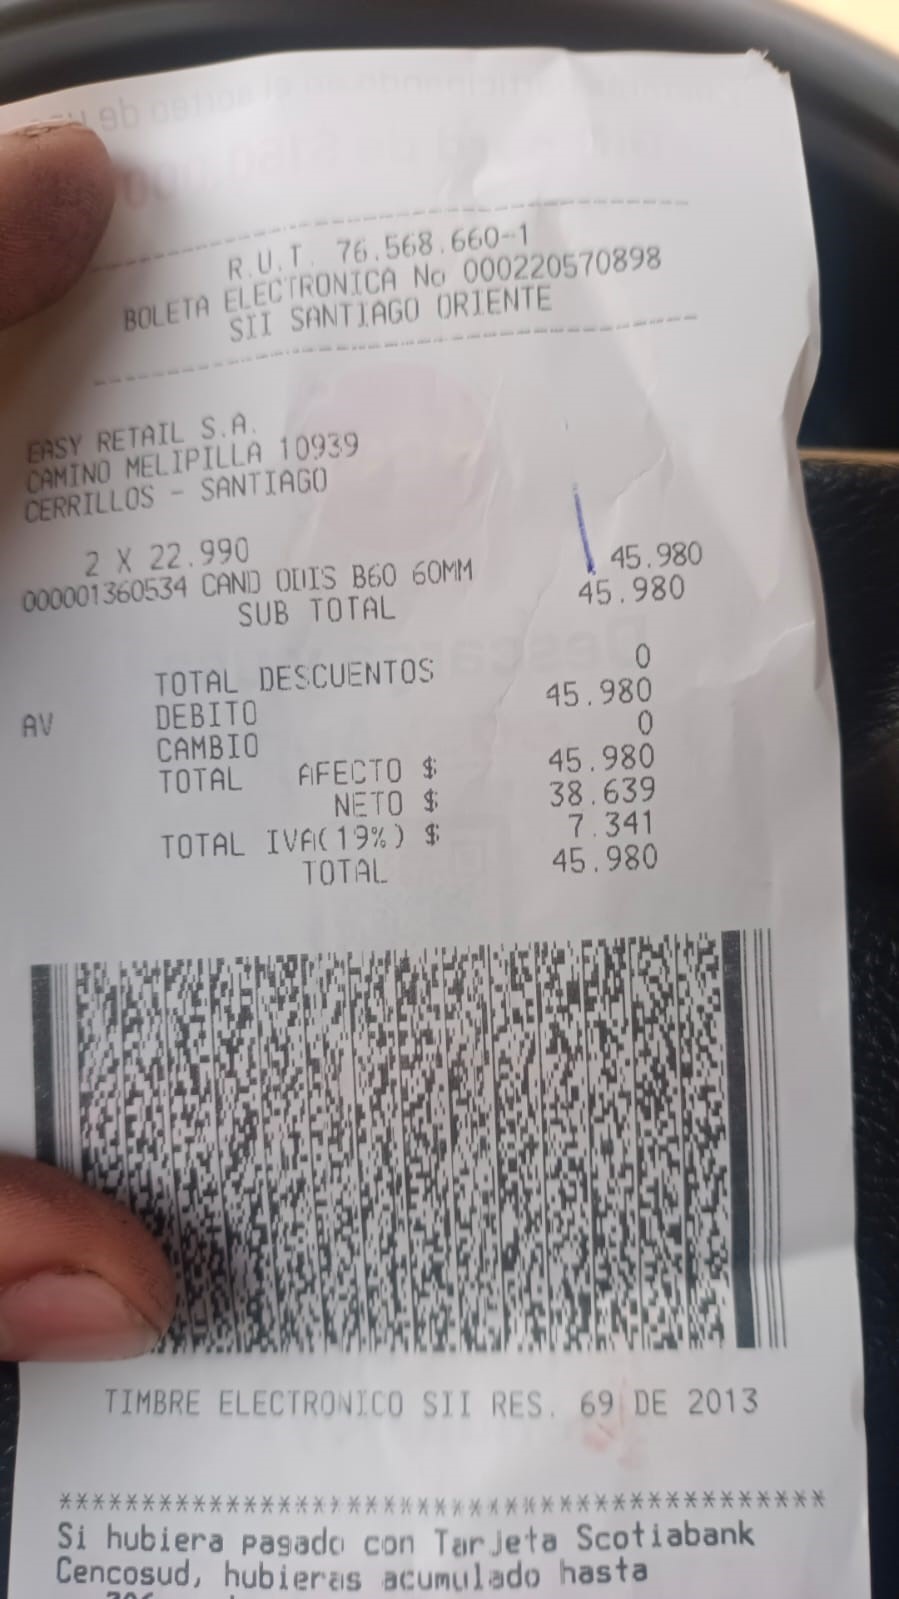 R.U.T. 76.568.660-1
BOLETA ELECTRONICA No 000220570898
SII SANTIAGO ORIENTE
EASY RETAIL S.A.
CAMINO MELIPILLA 10939
CERRILLOS - SANTIAGO
2 X 22.990
000001360534 CAND ODIS B60 60MM 45.980
SUB TOTAL 45.980
TOTAL DESCUENTOS 0
AV DEBITO 45.980
CAMBIO 0
TOTAL AFECTO $ 45.980
NETO $ 38.639
TOTAL IVA(19%) $ 7.341
TOTAL 45.980
TIMBRE ELECTRONICO SII RES. 69 DE 2013
***********************************************
Si hubiera pagado con Tarjeta Scotiabank
Cencosud, hubieras acumulado hasta